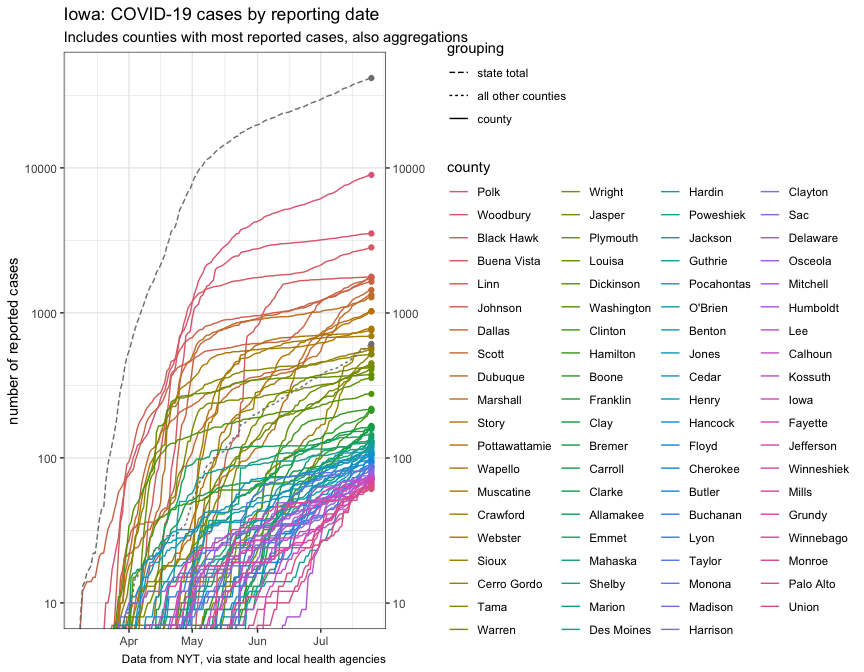 Iowa: COVID-19 cases by reporting date
Includes counties with most reported cases, also aggregations
number of reported cases
10000
1000
100
10
10000
1000
100
10
Apr
May
Jun
Jul
Data from NYT, via state and local health agencies
grouping
state total
all other counties
county
county
Polk
Woodbury
Black Hawk
Buena Vista
Linn
Johnson
Dallas
Scott
Dubuque
Marshall
Story
Pottawattamie
Wapello
Muscatine
Crawford
Webster
Sioux
Cerro Gordo
Tama
Warren
Wright
Jasper
Plymouth
Louisa
Dickinson
Washington
Clinton
Hamilton
Boone
Franklin
Clay
Bremer
Carroll
Clarke
Allamakee
Emmet
Mahaska
Shelby
Marion
Des Moines
Hardin
Poweshiek
Jackson
Guthrie
Pocahontas
O'Brien
Benton
Jones
Cedar
Henry
Hancock
Floyd
Cherokee
Butler
Buchanan
Lyon
Taylor
Monona
Madison
Harrison
Clayton
Sac
Delaware
Osceola
Mitchell
Humboldt
Lee
Calhoun
Kossuth
Iowa
Fayette
Jefferson
Winneshiek
Mills
Grundy
Winnebago
Monroe
Palo Alto
Union